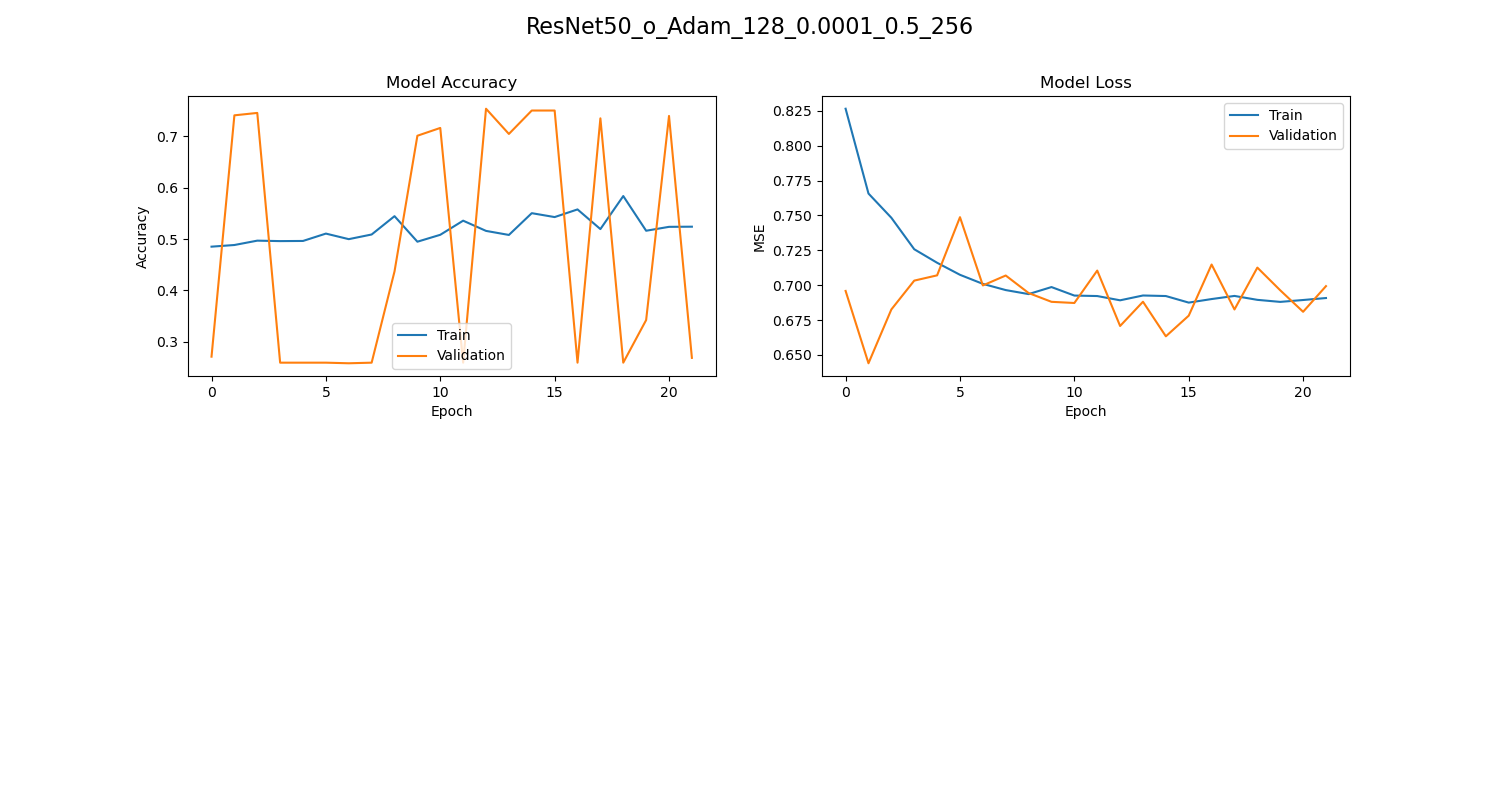 ResNet50_o_Adam_128_0.0001_0.5_256
Model Accuracy
0.7
0.6
0.5
0.4
0.3
Accuracy
Train
Validation
0 5 10 15 20
Epoch
Model Loss
0.825
0.800
0.775
0.750
0.725
0.700
0.675
0.650
MSE
Train
Validation
0 5 10 15 20
Epoch